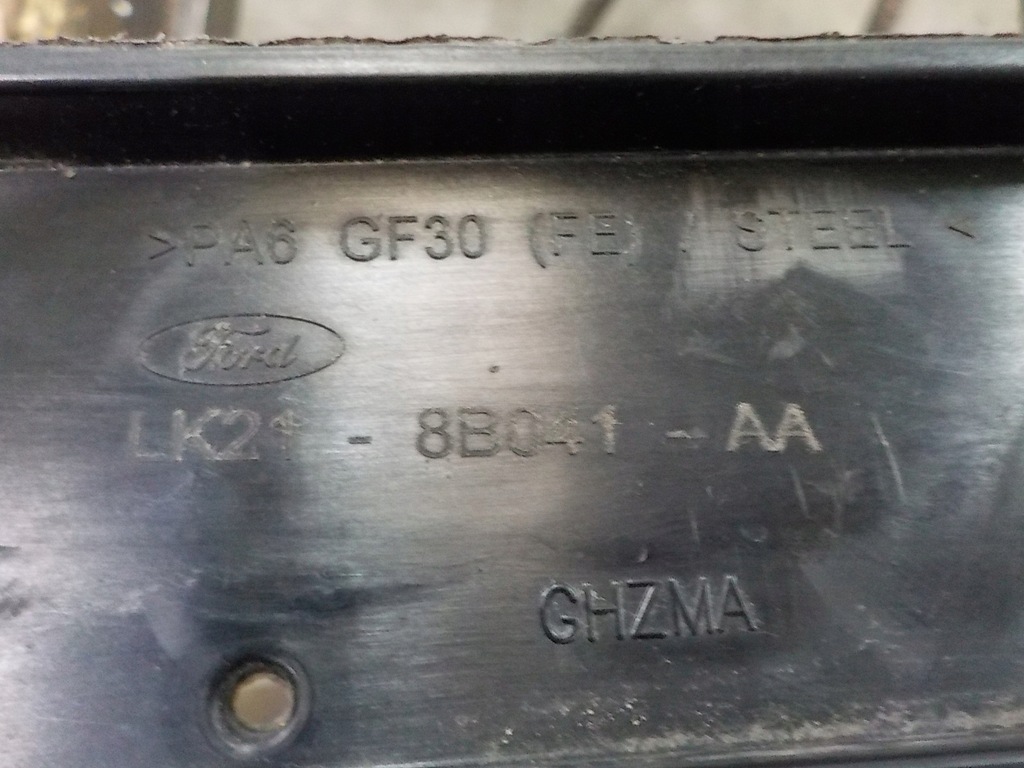 >PA6 GF30 (FE) / STEEL <
Ford
LK21 - 8B041 - AA
GHZMA